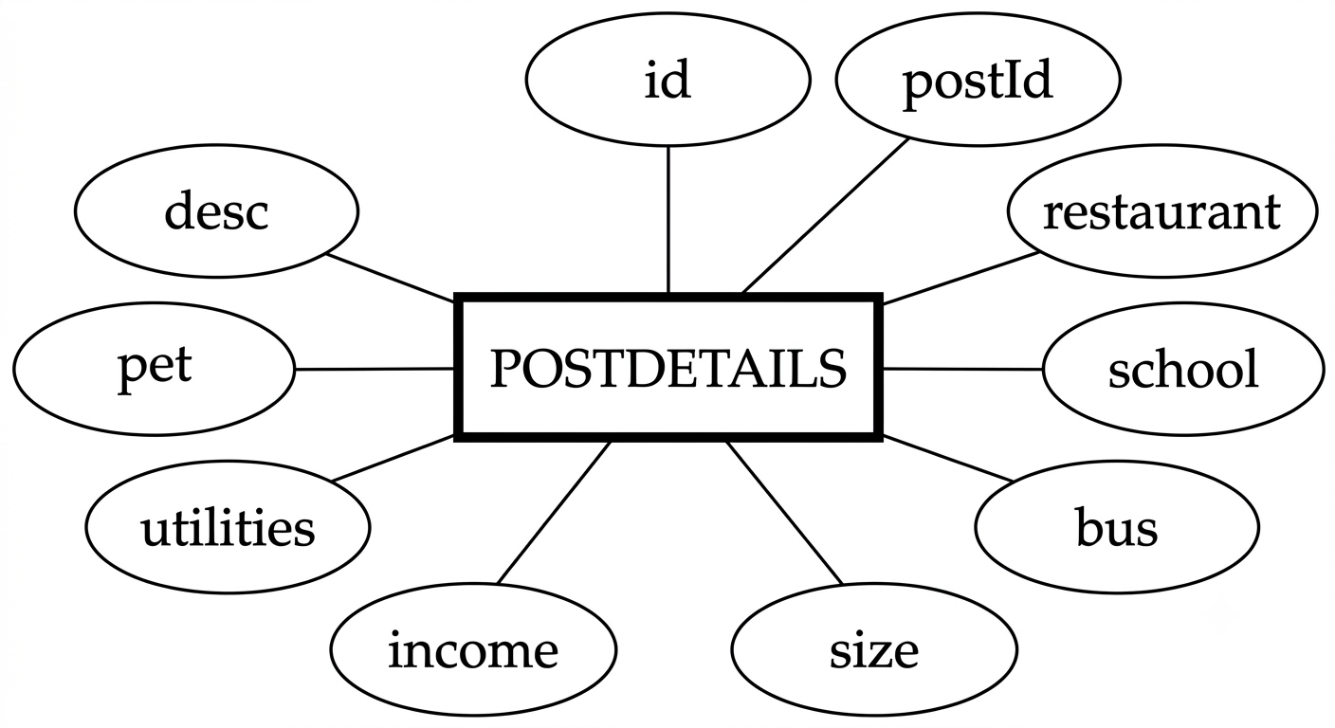 id
postId
desc
restaurant
pet
POSTDETAILS
school
utilities
bus
income
size